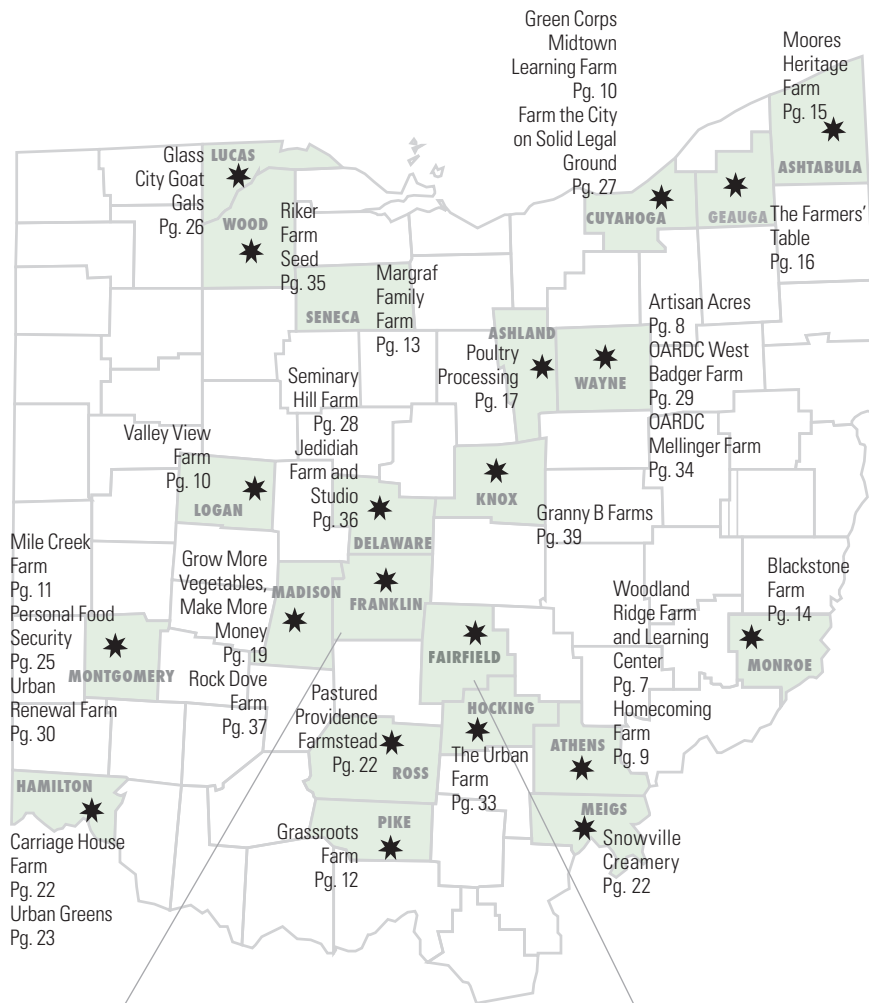 Green Corps
Midtown
Learning Farm
Pg. 10
Farm the City
on Solid Legal
Ground
Pg. 27
Moores
Heritage
Farm
Pg. 15
ASHTABULA
CUYAHOGA
GEAUGA
The Farmers'
Table
Pg. 16
LUCAS
Glass
City Goat
Gals
Pg. 26
WOOD
Riker
Farm
Seed
Pg. 35
SENECA
Margraf
Family
Farm
Pg. 13
ASHLAND
Poultry
Processing
Pg. 17
WAYNE
Artisan Acres
Pg. 8
OARDC West
Badger Farm
Pg. 29
OARDC
Mellinger Farm
Pg. 34
Seminary
Hill Farm
Pg. 28
Jedidiah
Farm and
Studio
Pg. 36
Valley View
Farm
Pg. 10
LOGAN
DELAWARE
KNOX
Granny B Farms
Pg. 39
Mile Creek
Farm
Pg. 11
Personal Food
Security
Pg. 25
Urban
Renewal Farm
Pg. 30
MONTGOMERY
Grow More
Vegetables,
Make More
Money
Pg. 19
Rock Dove
Farm
Pg. 37
MADISON
FRANKLIN
FAIRFIELD
Woodland
Ridge Farm
and Learning
Center
Pg. 7
Homecoming
Farm
Pg. 9
Blackstone
Farm
Pg. 14
MONROE
Pastured
Providence
Farmstead
Pg. 22
ROSS
HOCKING
The Urban
Farm
Pg. 33
ATHENS
MEIGS
Snowville
Creamery
Pg. 22
HAMILTON
Carriage House
Farm
Pg. 22
Urban Greens
Pg. 23
PIKE
Grassroots
Farm
Pg. 12